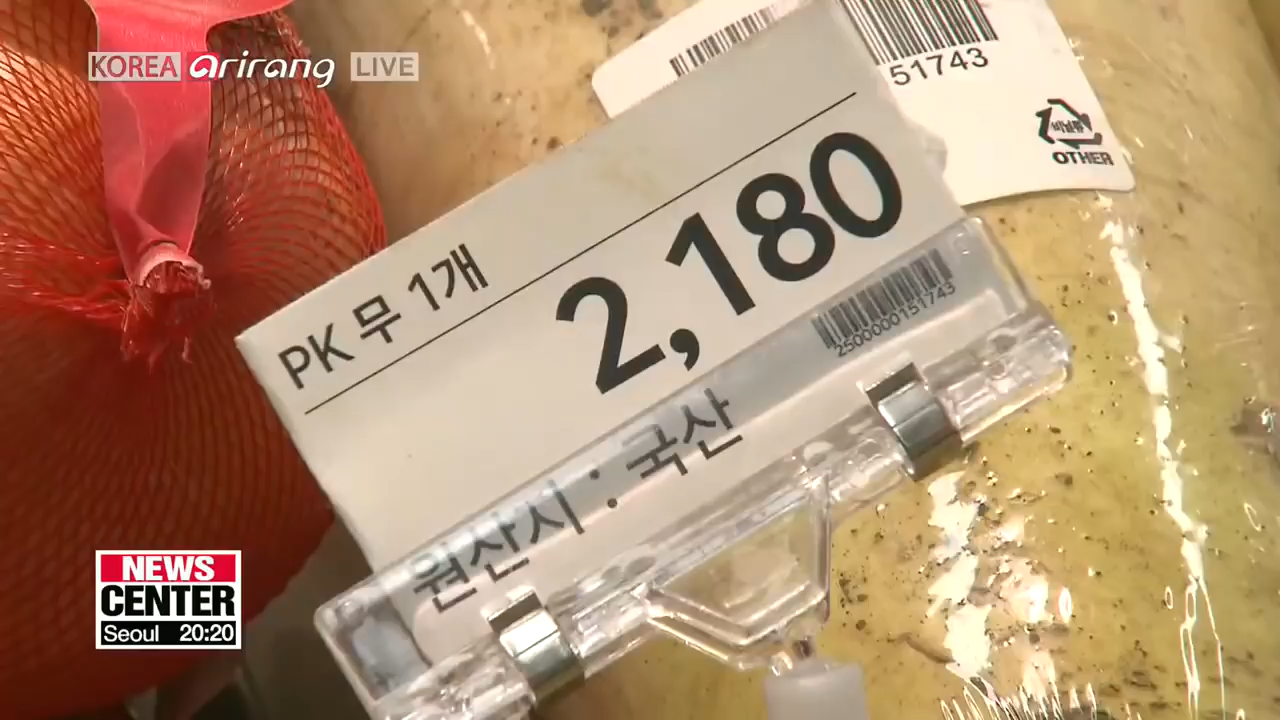 KOREA arirang LIVE
51743
OTHER
PK 무 1개
2,180
2500000151743
원산지 : 국산
NEWS
CENTER
Seoul 20:20